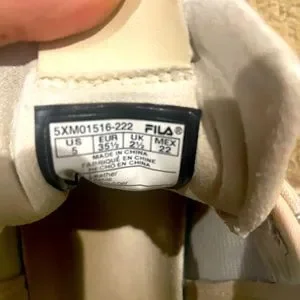 5XM01516-222 FILA®
US EUR UK MEX
5 35½ 2½ 22
MADE IN CHINA
FABRIQUÉ EN CHINE
HECHO EN CHINA
Leather